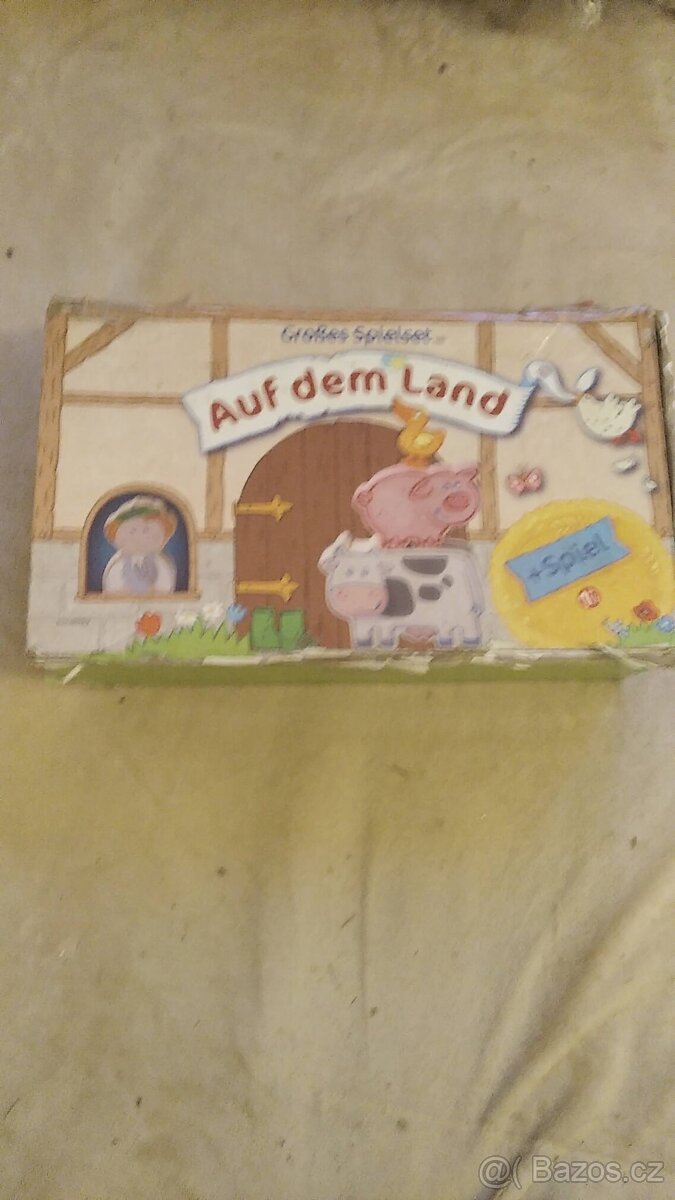 Großes Spielset
Auf dem Land
+Spiel
@( Bazos.cz